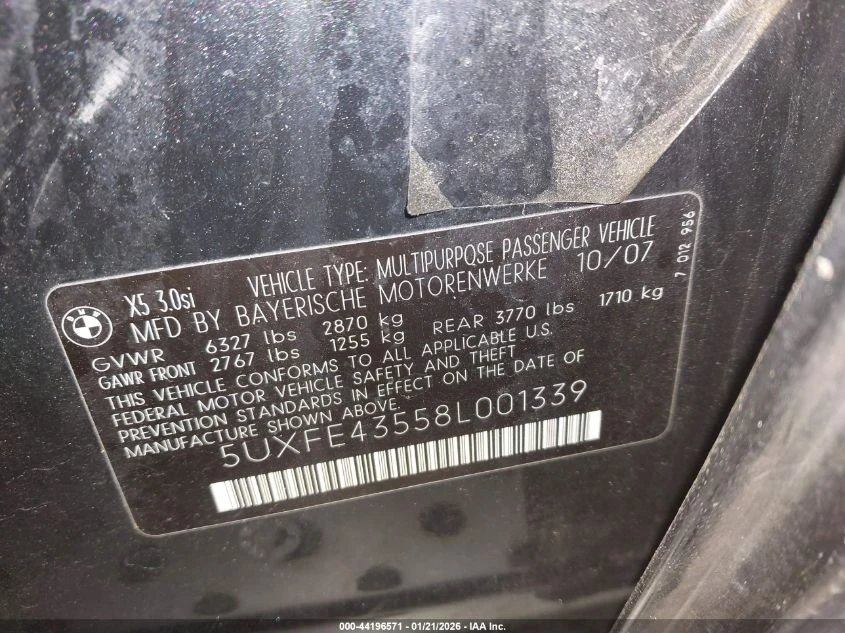 X5 3.0si
VEHICLE TYPE: MULTIPURPOSE PASSENGER VEHICLE
MFD BY BAYERISCHE MOTORENWERKE 10/07
GVWR 6327 lbs 2870 kg
GAWR FRONT 2767 lbs 1255 kg REAR 3770 lbs 1710 kg
THIS VEHICLE CONFORMS TO ALL APPLICABLE U.S.
FEDERAL MOTOR VEHICLE SAFETY AND THEFT
PREVENTION STANDARDS IN EFFECT ON THE DATE OF
MANUFACTURE SHOWN ABOVE.
5UXFE43558L001339
7 012 956
000-44196571 - 01/21/2026 - IAA Inc.